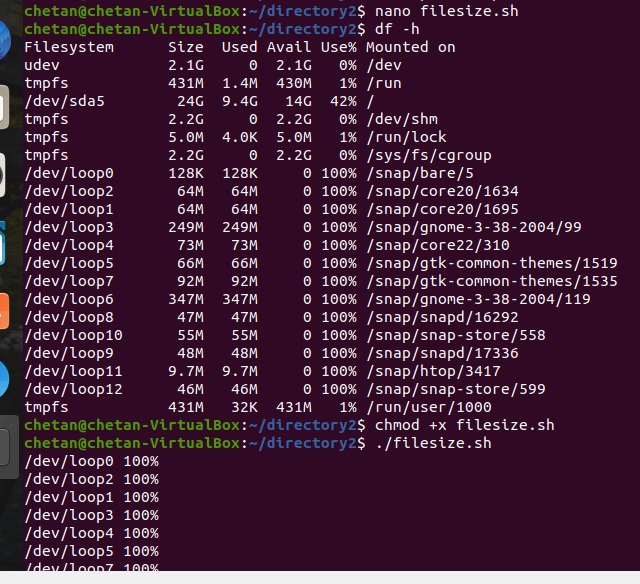 chetan@chetan-VirtualBox:~/directory2$ nano filesize.sh
chetan@chetan-VirtualBox:~/directory2$ df -h
Filesystem      Size  Used Avail Use% Mounted on
udev            2.1G     0  2.1G   0% /dev
tmpfs           431M  1.4M  430M   1% /run
/dev/sda5        24G  9.4G   14G  42% /
tmpfs           2.2G     0  2.2G   0% /dev/shm
tmpfs           5.0M  4.0K  5.0M   1% /run/lock
tmpfs           2.2G     0  2.2G   0% /sys/fs/cgroup
/dev/loop0      128K  128K     0 100% /snap/bare/5
/dev/loop2       64M   64M     0 100% /snap/core20/1634
/dev/loop1       64M   64M     0 100% /snap/core20/1695
/dev/loop3      249M  249M     0 100% /snap/gnome-3-38-2004/99
/dev/loop4       73M   73M     0 100% /snap/core22/310
/dev/loop5       66M   66M     0 100% /snap/gtk-common-themes/1519
/dev/loop7       92M   92M     0 100% /snap/gtk-common-themes/1535
/dev/loop6      347M  347M     0 100% /snap/gnome-3-38-2004/119
/dev/loop8       47M   47M     0 100% /snap/snapd/16292
/dev/loop10      55M   55M     0 100% /snap/snap-store/558
/dev/loop9       48M   48M     0 100% /snap/snapd/17336
/dev/loop11     9.7M  9.7M     0 100% /snap/htop/3417
/dev/loop12      46M   46M     0 100% /snap/snap-store/599
tmpfs           431M   32K  431M   1% /run/user/1000
chetan@chetan-VirtualBox:~/directory2$ chmod +x filesize.sh
chetan@chetan-VirtualBox:~/directory2$ ./filesize.sh
/dev/loop0 100%
/dev/loop2 100%
/dev/loop1 100%
/dev/loop3 100%
/dev/loop4 100%
/dev/loop5 100%
/dev/loop7 100%